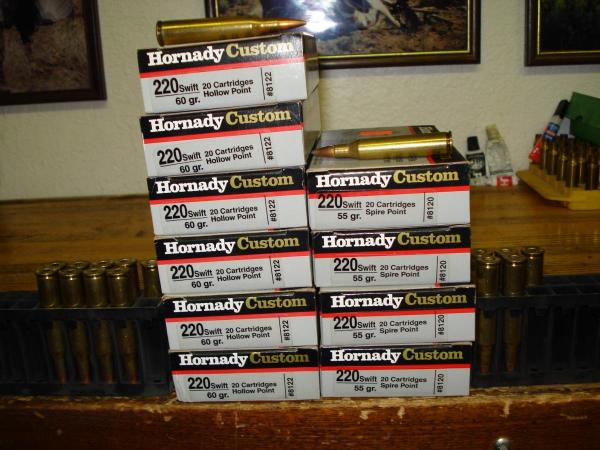 Hornady Custom
220 Swift 20 Cartridges
60 gr. Hollow Point
#8122
Hornady Custom
220 Swift 20 Cartridges
60 gr. Hollow Point
#8122
Hornady Custom
220 Swift 20 Cartridges
60 gr. Hollow Point
#8122
Hornady Custom
220 Swift 20 Cartridges
60 gr. Hollow Point
#8122
Hornady Custom
220 Swift 20 Cartridges
60 gr. Hollow Point
#8122
Hornady Custom
220 Swift 20 Cartridges
60 gr. Hollow Point
#8122
Hornady Custom
220 Swift 20 Cartridges
55 gr. Spire Point
#8120
Hornady Custom
220 Swift 20 Cartridges
55 gr. Spire Point
#8120
Hornady Custom
220 Swift 20 Cartridges
55 gr. Spire Point
#8120
Hornady Custom
220 Swift 20 Cartridges
55 gr. Spire Point
#8120